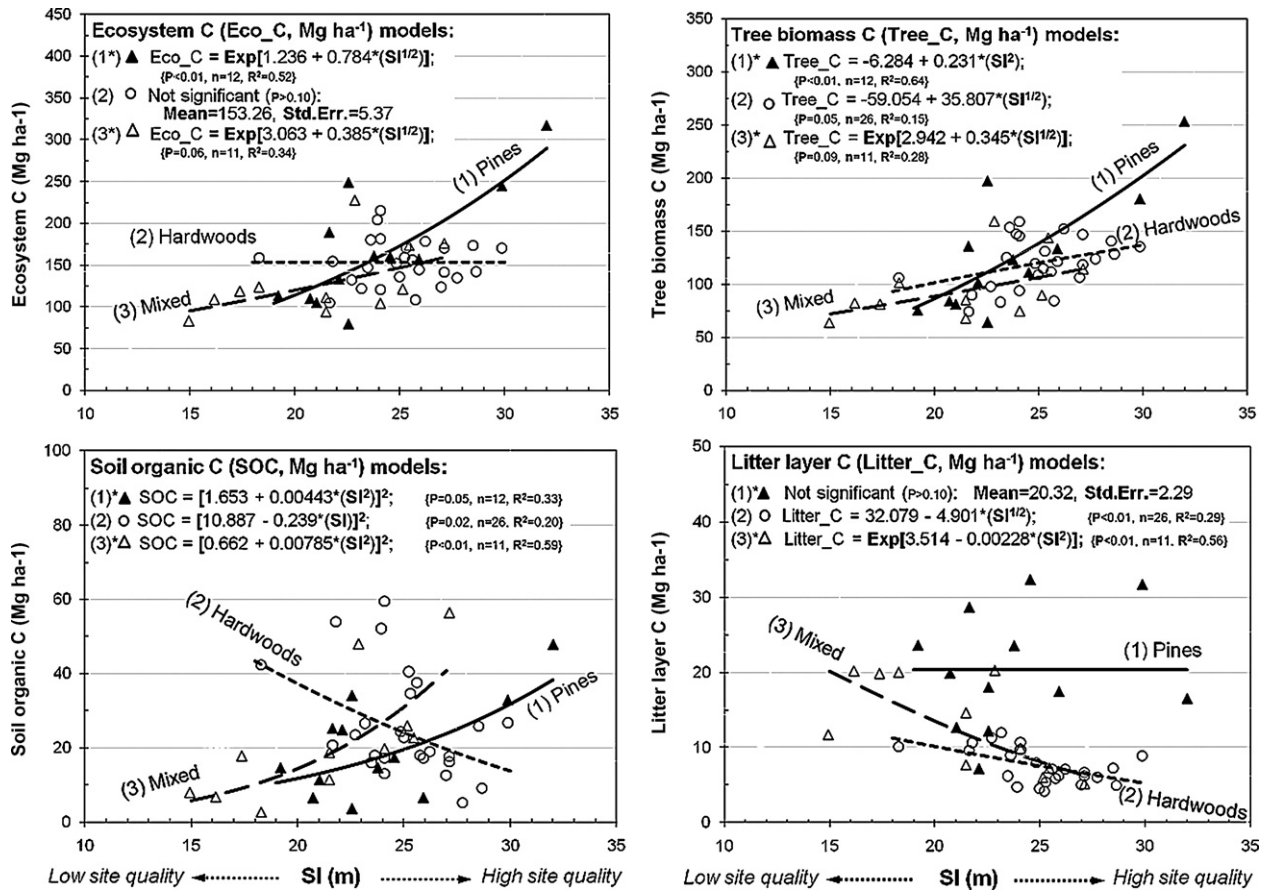 Ecosystem C (Eco_C, Mg ha-1) models:
(1*) ▲ Eco_C = Exp[1.236 + 0.784*(SI1/2)];
{P<0.01, n=12, R2=0.52}
(2) ○ Not significant (P>0.10):
Mean=153.26, Std.Err.=5.37
(3*) △ Eco_C = Exp[3.063 + 0.385*(SI1/2)];
{P=0.06, n=11, R2=0.34}
(1) Pines
(2) Hardwoods
(3) Mixed
Ecosystem C (Mg ha-1)
450
400
350
300
250
200
150
100
50
0
10 15 20 25 30 35
Tree biomass C (Tree_C, Mg ha-1) models:
(1)* ▲ Tree_C = -6.284 + 0.231*(SI2);
{P<0.01, n=12, R2=0.64}
(2) ○ Tree_C = -59.054 + 35.807*(SI1/2);
{P=0.05, n=26, R2=0.15}
(3)* △ Tree_C = Exp[2.942 + 0.345*(SI1/2)];
{P=0.09, n=11, R2=0.28}
(1) Pines
(2) Hardwoods
(3) Mixed
Tree biomass C (Mg ha-1)
350
300
250
200
150
100
50
0
10 15 20 25 30 35
Soil organic C (SOC, Mg ha-1) models:
(1)*▲ SOC = [1.653 + 0.00443*(SI2)]2; {P=0.05, n=12, R2=0.33}
(2) ○ SOC = [10.887 - 0.239*(SI)]2; {P=0.02, n=26, R2=0.20}
(3)*△ SOC = [0.662 + 0.00785*(SI2)]2; {P<0.01, n=11, R2=0.59}
(2) Hardwoods
(1) Pines
(3) Mixed
Soil organic C (Mg ha-1)
100
80
60
40
20
0
10 15 20 25 30 35
Low site quality SI (m) High site quality
Litter layer C (Litter_C, Mg ha-1) models:
(1)*▲ Not significant (P>0.10): Mean=20.32, Std.Err.=2.29
(2) ○ Litter_C = 32.079 - 4.901*(SI1/2); {P<0.01, n=26, R2=0.29}
(3)*△ Litter_C = Exp[3.514 - 0.00228*(SI2)]; {P<0.01, n=11. R2=0.56}
(3) Mixed
(1) Pines
(2) Hardwoods
Litter layer C (Mg ha-1)
50
40
30
20
10
0
10 15 20 25 30 35
Low site quality SI (m) High site quality